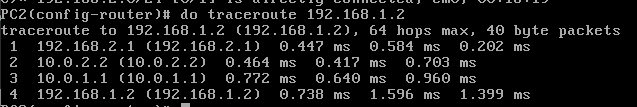 PC2(config-router)# do traceroute 192.168.1.2
traceroute to 192.168.1.2 (192.168.1.2), 64 hops max, 40 byte packets
1 192.168.2.1 (192.168.2.1) 0.447 ms 0.584 ms 0.202 ms
2 10.0.2.2 (10.0.2.2) 0.464 ms 0.417 ms 0.703 ms
3 10.0.1.1 (10.0.1.1) 0.772 ms 0.640 ms 0.960 ms
4 192.168.1.2 (192.168.1.2) 0.738 ms 1.596 ms 1.399 ms